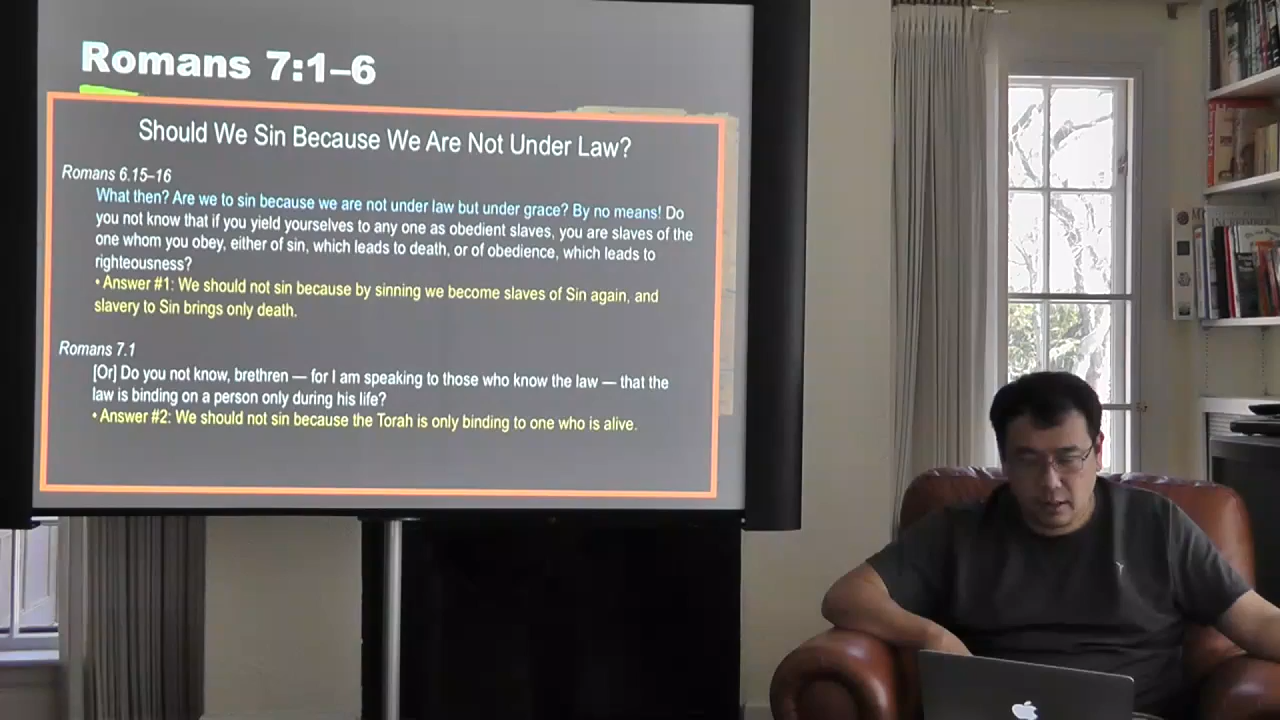 Romans 7:1–6
Should We Sin Because We Are Not Under Law?
Romans 6.15–16
What then? Are we to sin because we are not under law but under grace? By no means! Do
you not know that if you yield yourselves to any one as obedient slaves, you are slaves of the
one whom you obey, either of sin, which leads to death, or of obedience, which leads to
righteousness?
• Answer #1: We should not sin because by sinning we become slaves of Sin again, and
slavery to Sin brings only death.
Romans 7.1
[Or] Do you not know, brethren — for I am speaking to those who know the law — that the
law is binding on a person only during his life?
• Answer #2: We should not sin because the Torah is only binding to one who is alive.